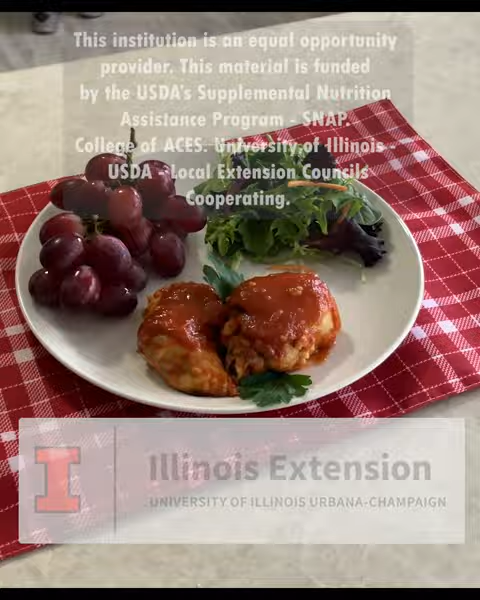 This institution is an equal opportunity
provider. This material is funded
by the USDA's Supplemental Nutrition
Assistance Program - SNAP.
College of ACES. University of Illinois -
USDA - Local Extension Councils
Cooperating.
I
Illinois Extension
UNIVERSITY OF ILLINOIS URBANA-CHAMPAIGN